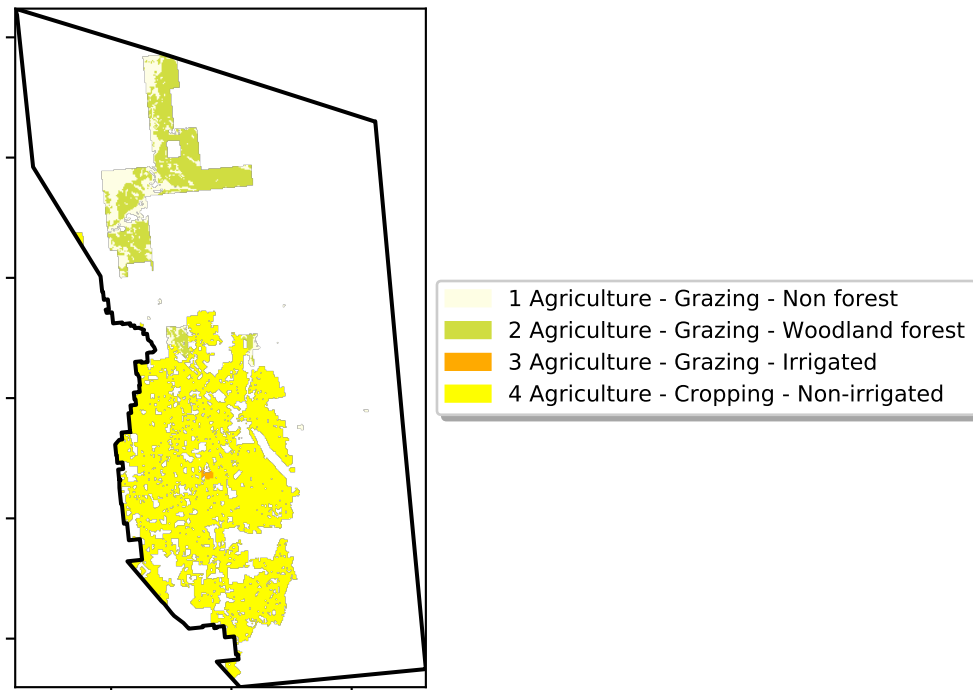 1 Agriculture - Grazing - Non forest
2 Agriculture - Grazing - Woodland forest
3 Agriculture - Grazing - Irrigated
4 Agriculture - Cropping - Non-irrigated